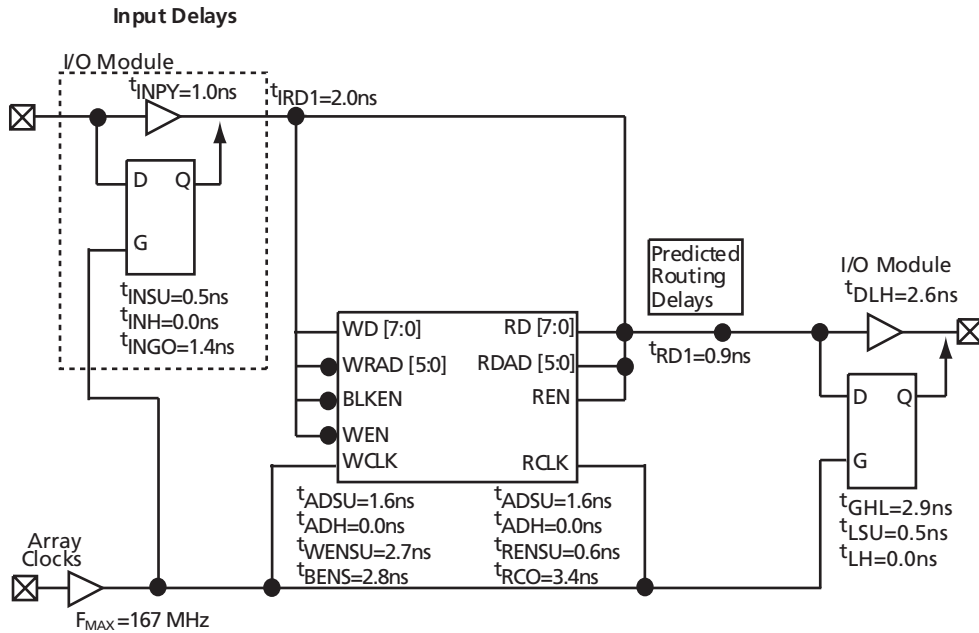 Input Delays
I/O Module
tINPY=1.0ns
tIRD1=2.0ns
D Q
G
tINSU=0.5ns
tINH=0.0ns
tINGO=1.4ns
Predicted
Routing
Delays
I/O Module
tDLH=2.6ns
WD [7:0] RD [7:0]
WRAD [5:0] RDAD [5:0]
BLKEN REN
WEN
WCLK RCLK
tRD1=0.9ns
D Q
G
tADSU=1.6ns
tADH=0.0ns
tWENSU=2.7ns
tBENS=2.8ns
tADSU=1.6ns
tADH=0.0ns
tRENSU=0.6ns
tRCO=3.4ns
tGHL=2.9ns
tLSU=0.5ns
tLH=0.0ns
Array
Clocks
FMAX=167 MHz